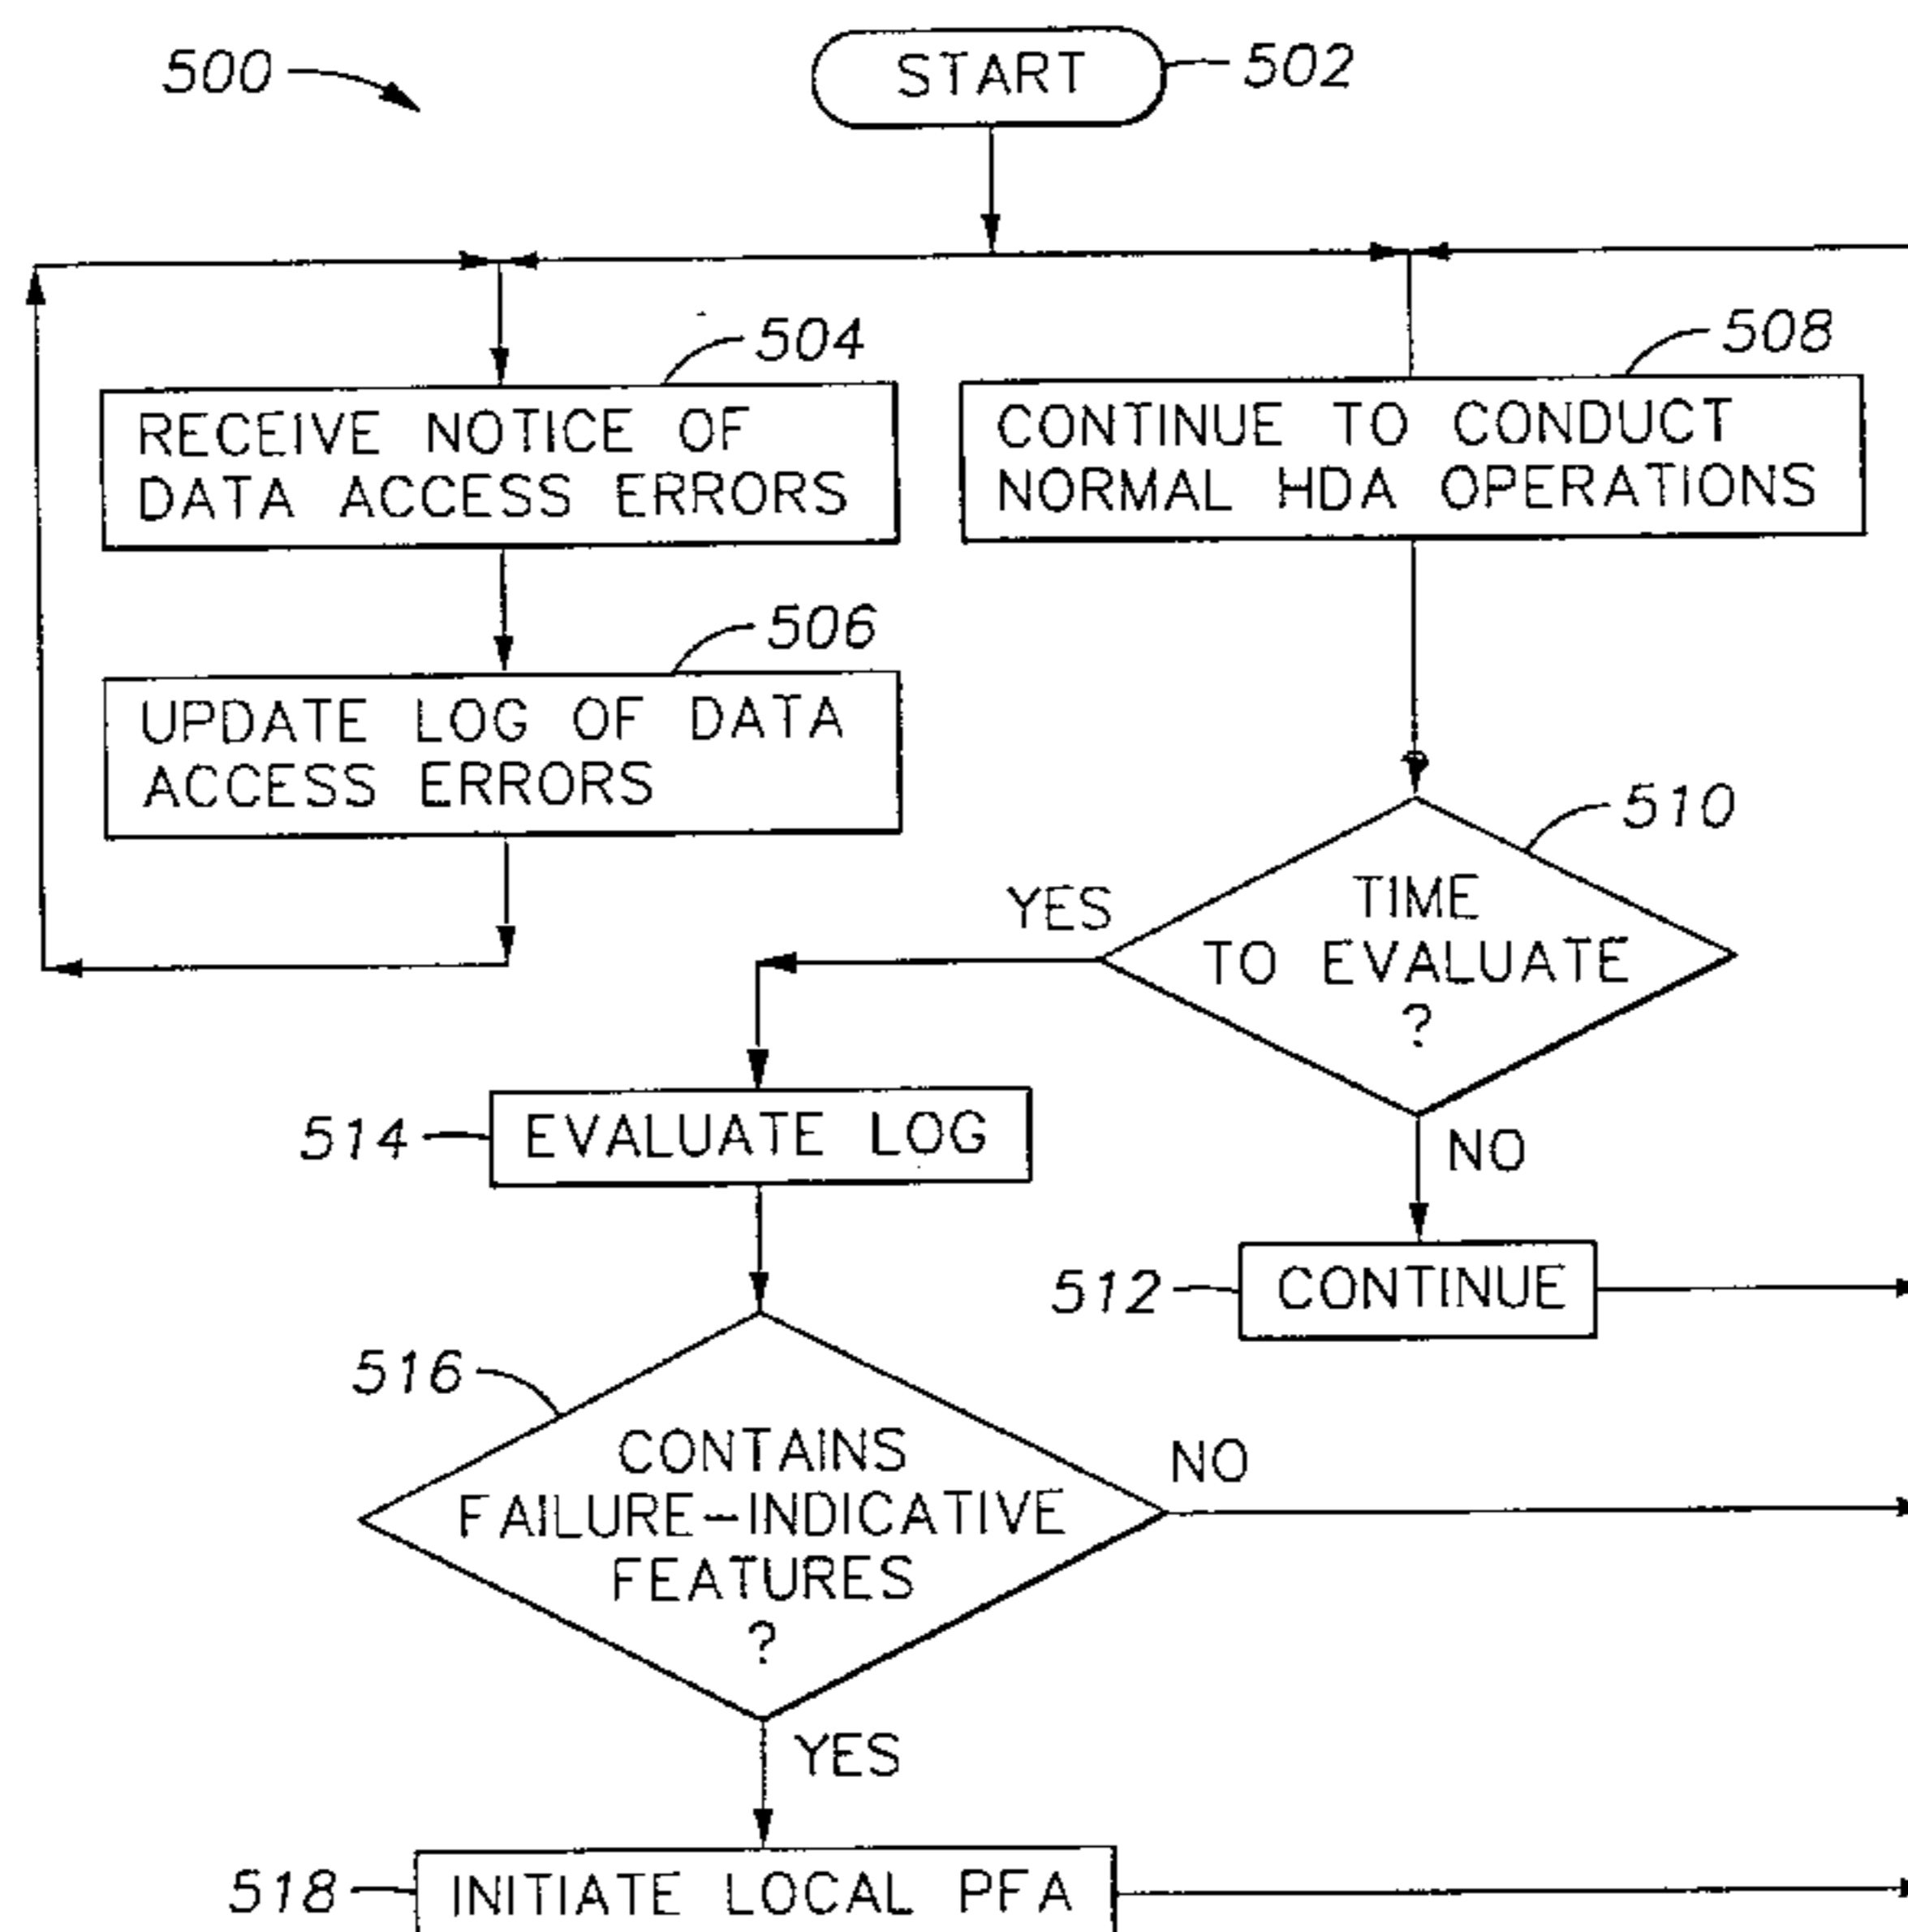 500
START
502
504
RECEIVE NOTICE OF
DATA ACCESS ERRORS
508
CONTINUE TO CONDUCT
NORMAL HDA OPERATIONS
506
UPDATE LOG OF DATA
ACCESS ERRORS
510
TIME
TO EVALUATE
?
YES
NO
514
EVALUATE LOG
512
CONTINUE
516
CONTAINS
FAILURE-INDICATIVE
FEATURES
?
NO
YES
518
INITIATE LOCAL PFA